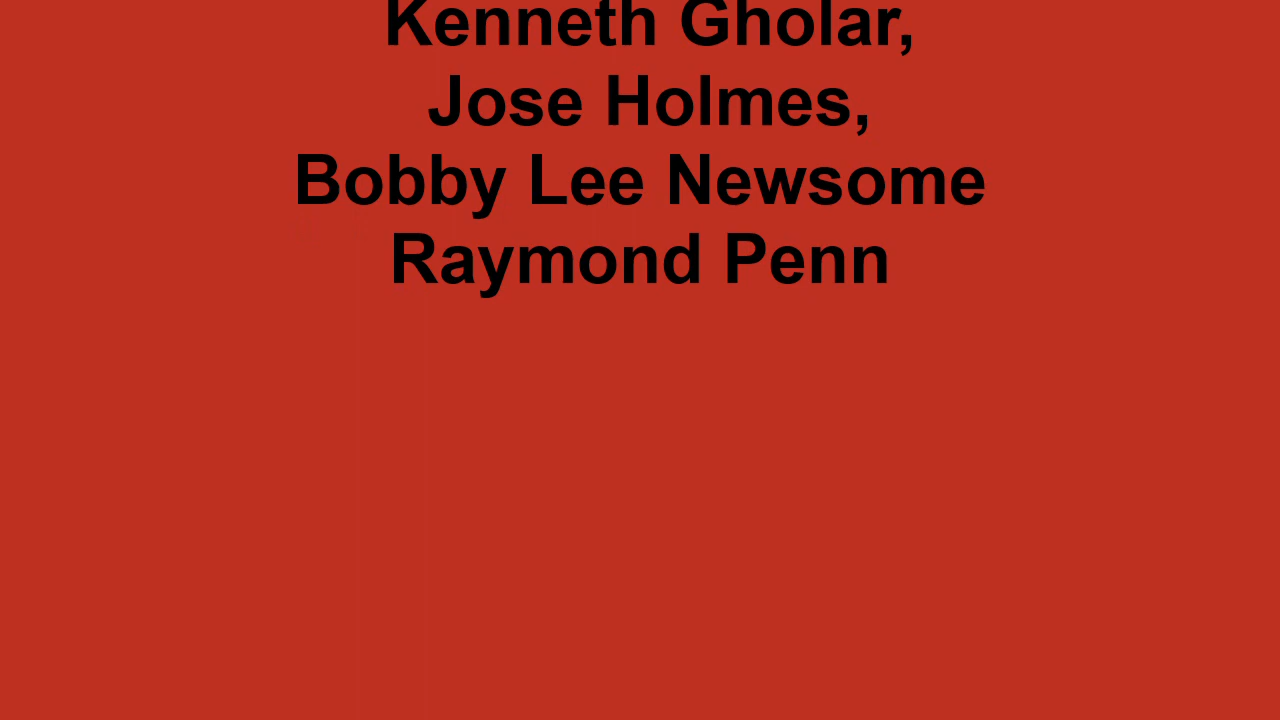 Kenneth Gholar,
Jose Holmes,
Bobby Lee Newsome
Raymond Penn